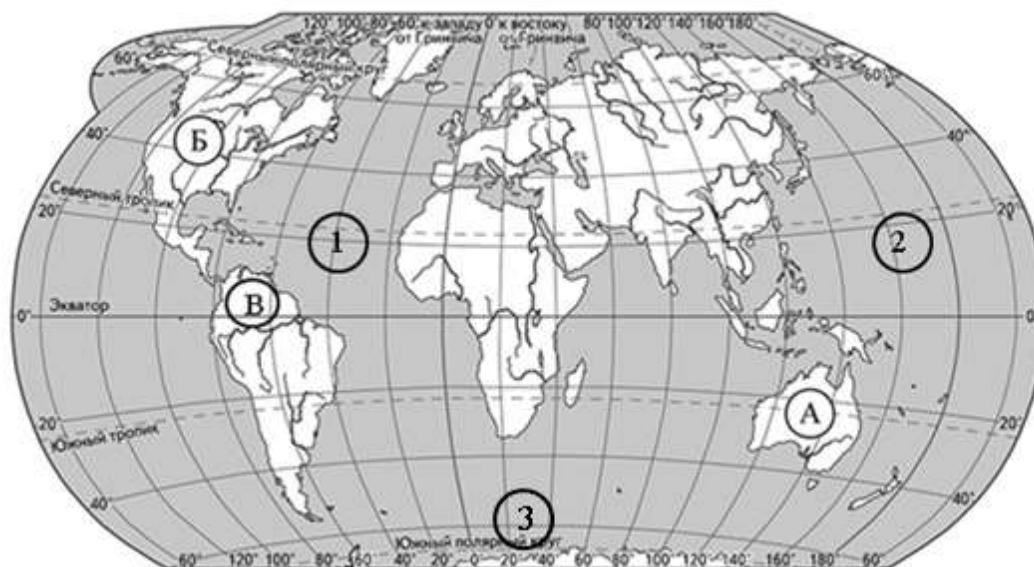 120° 100° 80° 60° к западу 0° к востоку 80 100° 120° 140° 160° 180°
от Гринвича от Гринвича
Северный полярный круг
60° 60°
40° Б 40°
Северный тропик
20° 1 2 20°
Экватор В
0° 0°
А
20° 20°
Южный тропик
40° 40°
3
Южный полярный круг
60° 120° 100° 80° 60° 40° 20° 0° 20° 40° 60° 80° 100° 120° 140° 160° 180° 60°